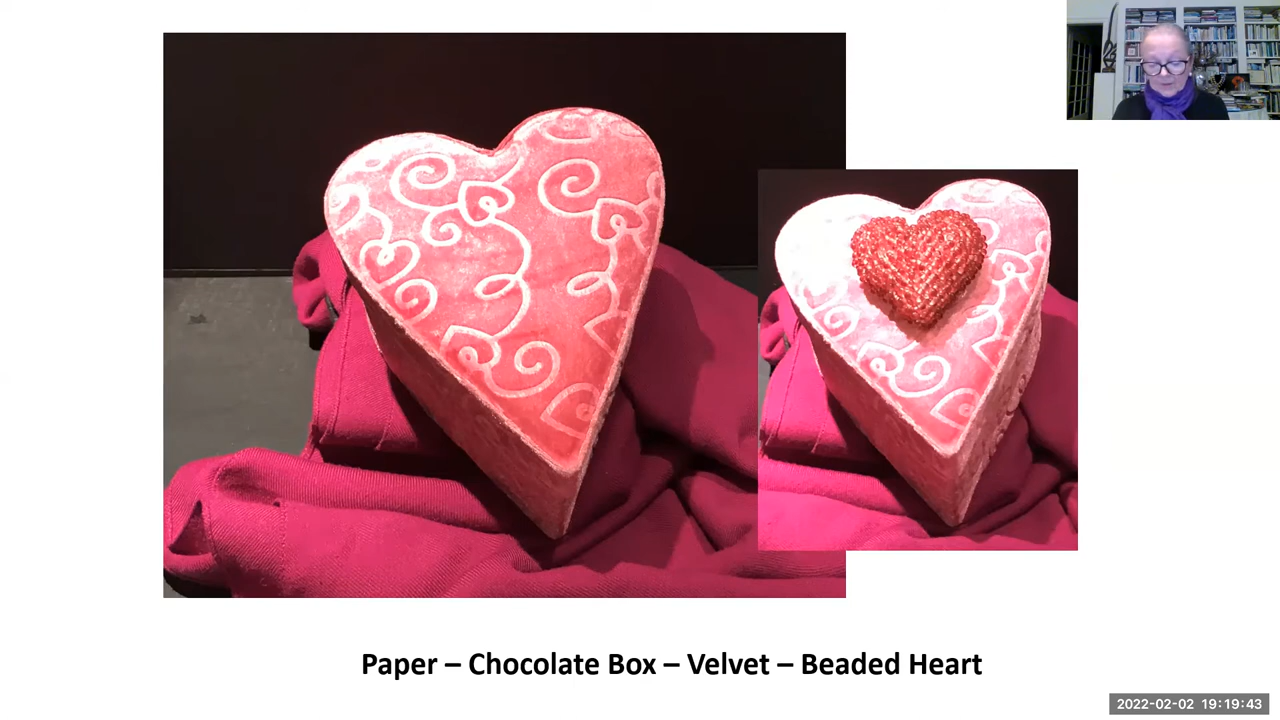 Paper – Chocolate Box – Velvet – Beaded Heart
2022-02-02 19:19:43